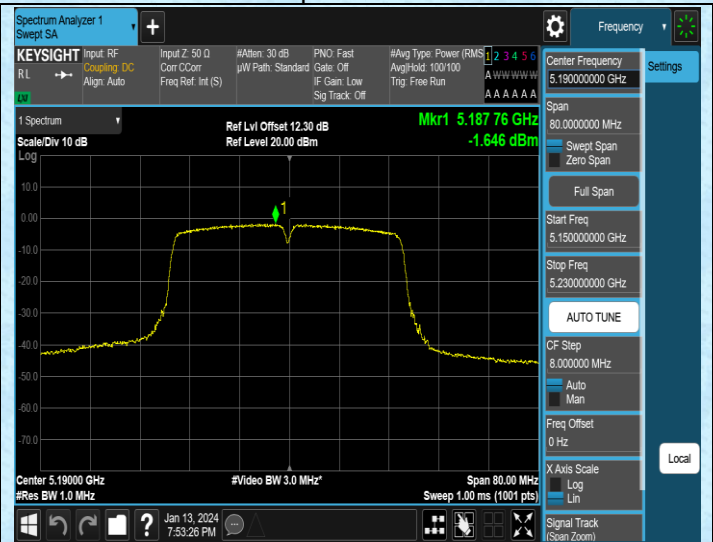 Spectrum Analyzer 1
Swept SA
Frequency
KEYSIGHT
RL
LXI
Input: RF
Coupling: DC
Align: Auto
Input Z: 50 Ω
Corr CCorr
Freq Ref: Int (S)
#Atten: 30 dB
µW Path: Standard
PNO: Fast
Gate: Off
IF Gain: Low
Sig Track: Off
#Avg Type: Power (RMS
Avg|Hold: 100/100
Trig: Free Run
1 2 3 4 5 6
A W W W W W
A A A A A A
1 Spectrum
Scale/Div 10 dB
Log
Ref Lvl Offset 12.30 dB
Ref Level 20.00 dBm
Mkr1 5.187 76 GHz
-1.646 dBm
1
10.0
0.00
-10.0
-20.0
-30.0
-40.0
-50.0
-60.0
-70.0
Center 5.19000 GHz
#Res BW 1.0 MHz
#Video BW 3.0 MHz*
Span 80.00 MHz
Sweep 1.00 ms (1001 pts)
Jan 13, 2024
7:53:26 PM
Center Frequency
5.190000000 GHz
Settings
Span
80.0000000 MHz
Swept Span
Zero Span
Full Span
Start Freq
5.150000000 GHz
Stop Freq
5.230000000 GHz
AUTO TUNE
CF Step
8.000000 MHz
Auto
Man
Freq Offset
0 Hz
X Axis Scale
Log
Lin
Local
Signal Track
(Span Zoom)